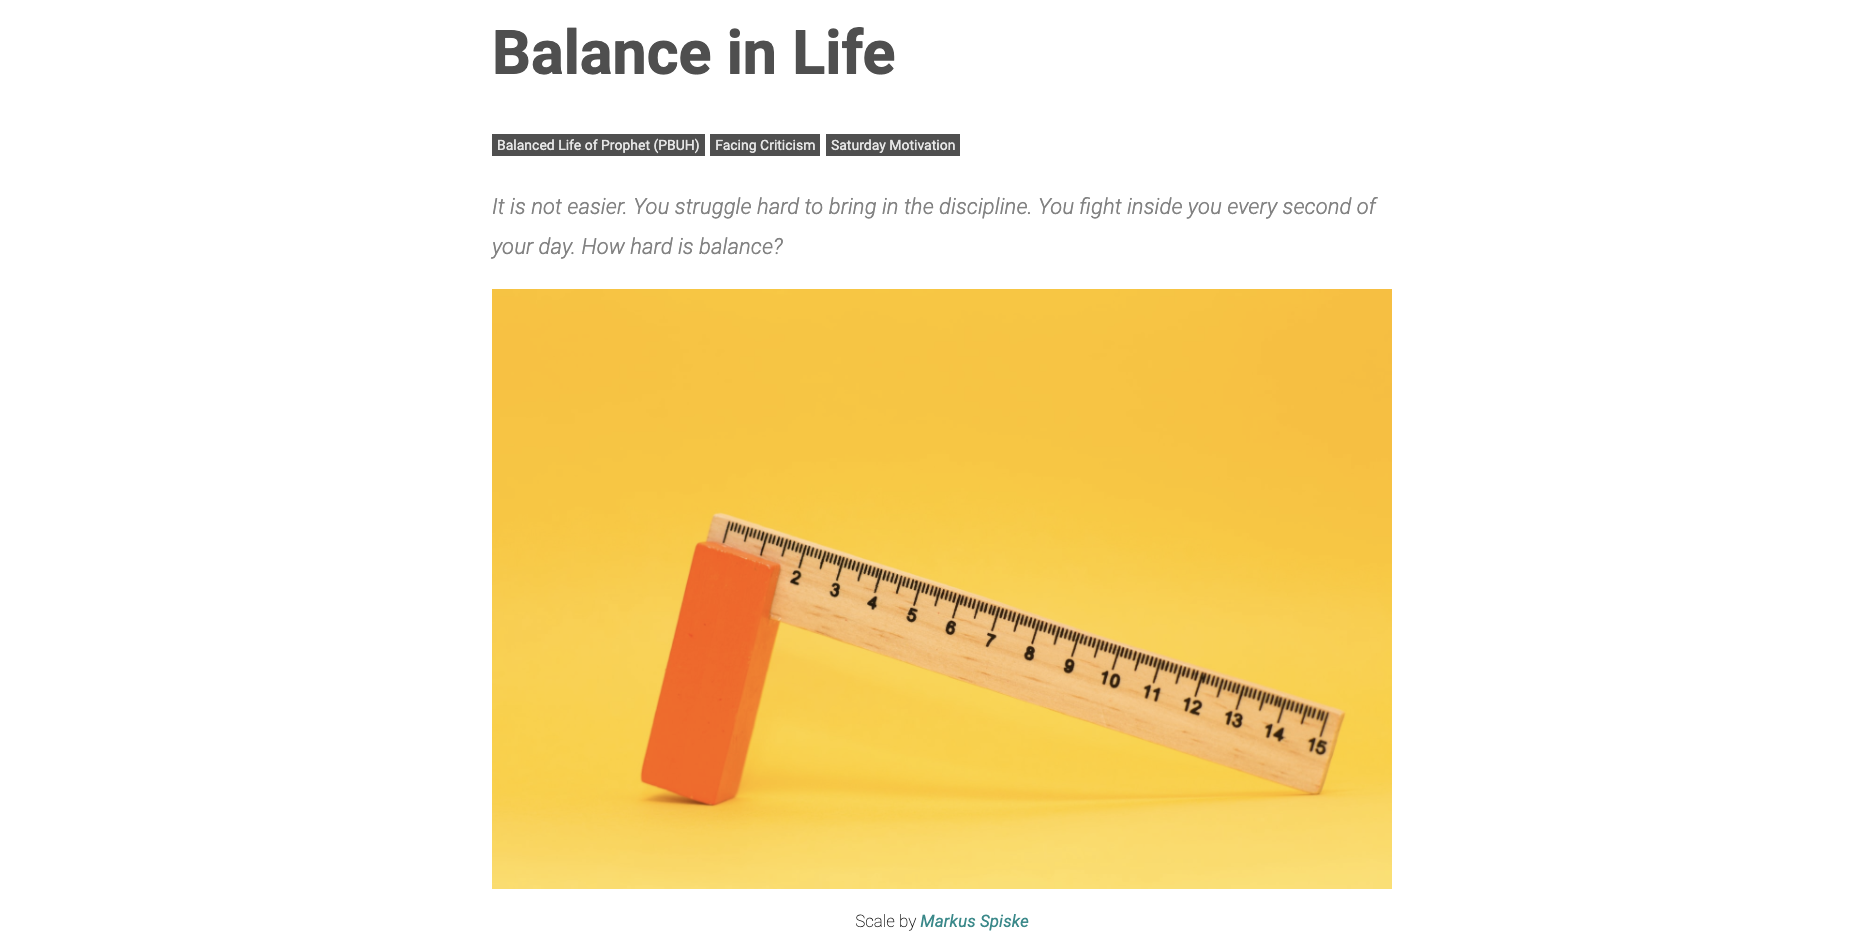 Balance in Life
Balanced Life of Prophet (PBUH) Facing Criticism Saturday Motivation
It is not easier. You struggle hard to bring in the discipline. You fight inside you every second of
your day. How hard is balance?
2 3 4 5 6 7 8 9 10 11 12 13 14 15
Scale by Markus Spiske